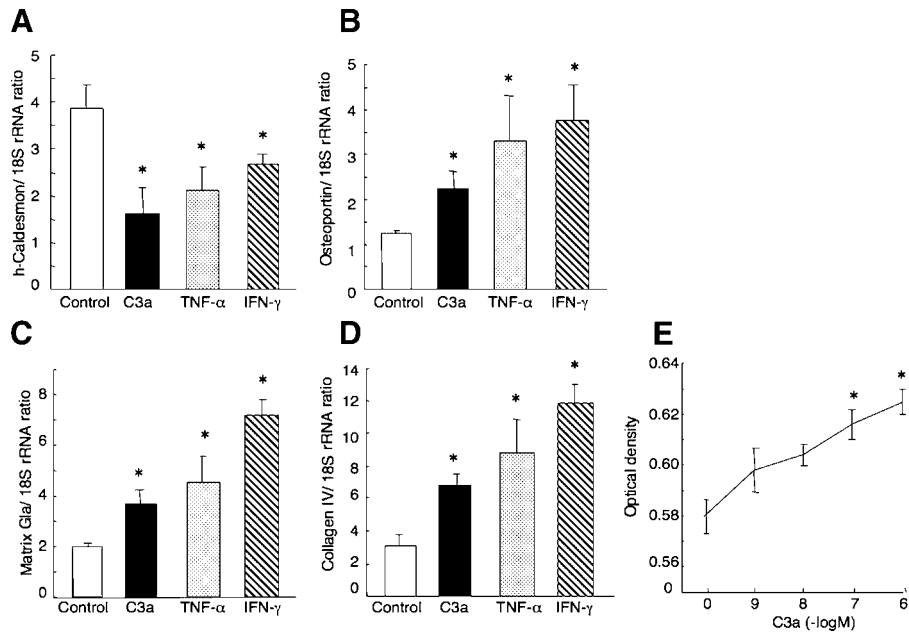 A
h-Caldesmon/ 18S rRNA ratio
5
4
3
2
1
0
*
*
*
Control C3a TNF-α IFN-γ
B
Osteoportin/ 18S rRNA ratio
5
4
3
2
1
0
*
*
*
Control C3a TNF-α IFN-γ
C
Matrix Gla/ 18S rRNA ratio
8
6
4
2
0
*
*
*
Control C3a TNF-α IFN-γ
D
Collagen IV/ 18S rRNA ratio
14
12
10
8
6
4
2
0
*
*
*
Control C3a TNF-α IFN-γ
E
Optical density
0.64
0.62
0.60
0.58
0.56
0
*
*
0 9 8 7 6
C3a (-logM)